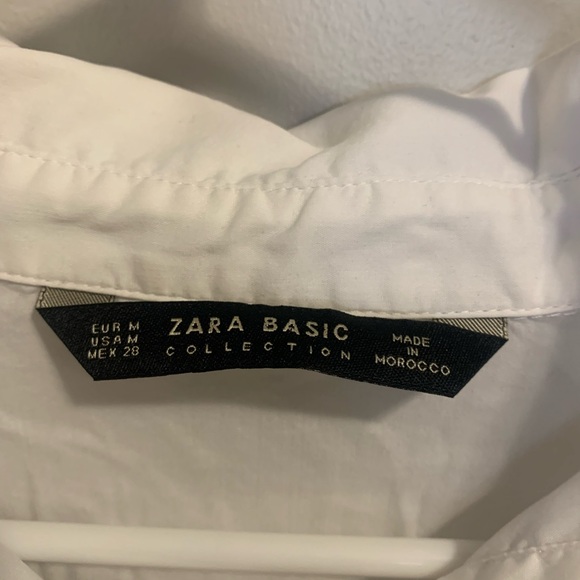 EUR M
USA M
MEX 28
ZARA BASIC
COLLECTION
MADE
IN
MOROCCO